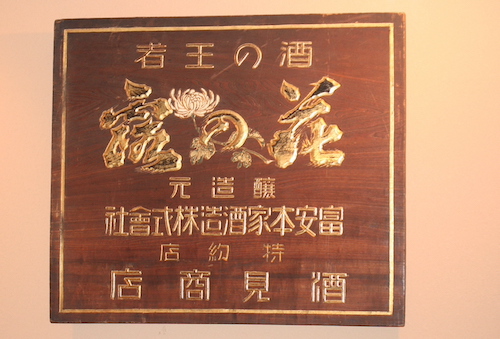 酒の王者
花の露
釀造元
富安本家酒造株式會社
特約店
酒見商店